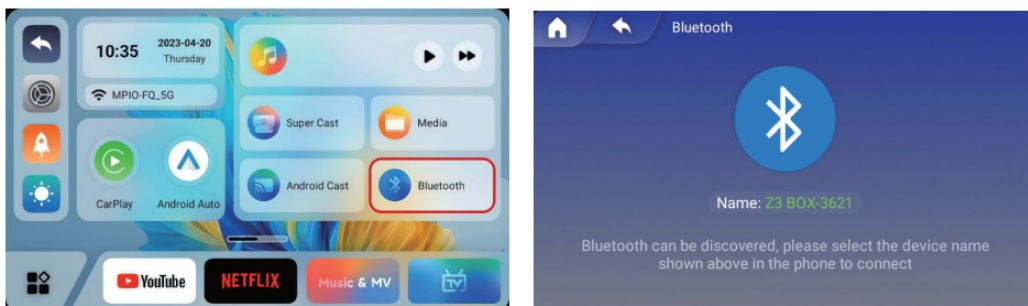 10:35
2023-04-20
Thursday
MPIO-FQ_5G
CarPlay
Android Auto
Super Cast
Media
Android Cast
Bluetooth
YouTube
NETFLIX
Music & MV
TV
Bluetooth
Name: Z3 BOX-3621
Bluetooth can be discovered, please select the device name
shown above in the phone to connect